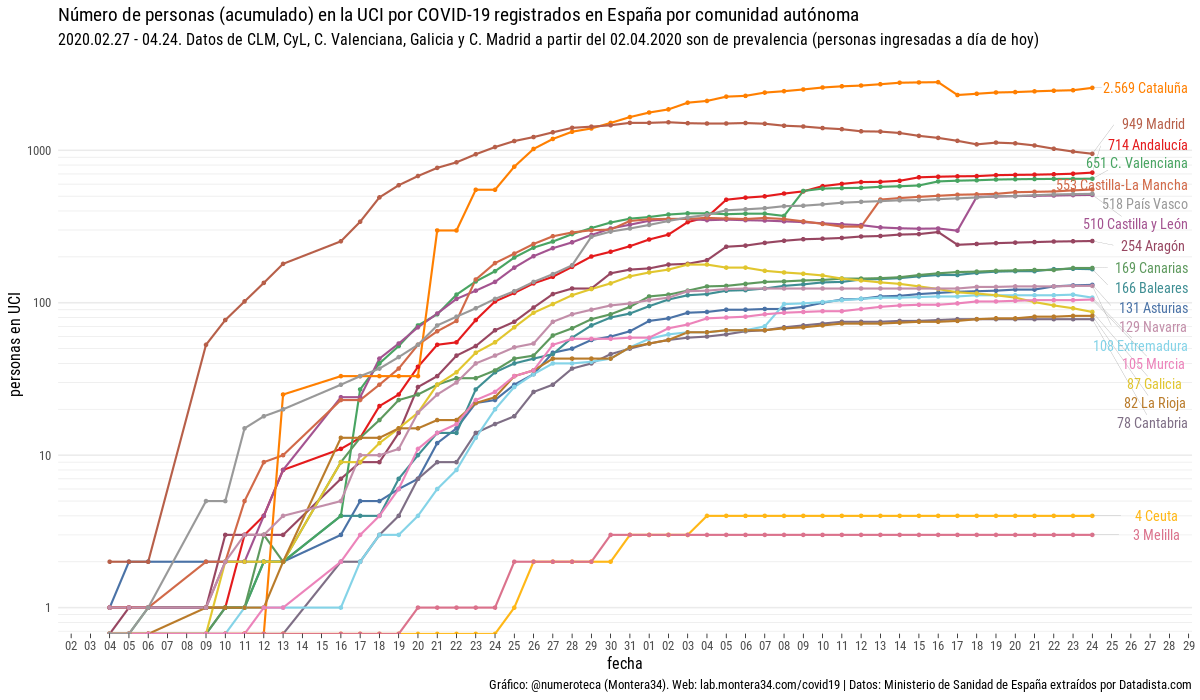 Número de personas (acumulado) en la UCI por COVID-19 registrados en España por comunidad autónoma
2020.02.27 - 04.24. Datos de CLM, CyL, C. Valenciana, Galicia y C. Madrid a partir del 02.04.2020 son de prevalencia (personas ingresadas a día de hoy)
personas en UCI
1000
100
10
1
2.569 Cataluña
949 Madrid
714 Andalucía
651 C. Valenciana
553 Castilla-La Mancha
518 País Vasco
510 Castilla y León
254 Aragón
169 Canarias
166 Baleares
131 Asturias
129 Navarra
108 Extremadura
105 Murcia
87 Galicia
82 La Rioja
78 Cantabria
4 Ceuta
3 Melilla
02 03 04 05 06 07 08 09 10 11 12 13 14 15 16 17 18 19 20 21 22 23 24 25 26 27 28 29 30 31 01 02 03 04 05 06 07 08 09 10 11 12 13 14 15 16 17 18 19 20 21 22 23 24 25 26 27 28 29
fecha
Gráfico: @numeroteca (Montera34). Web: lab.montera34.com/covid19 | Datos: Ministerio de Sanidad de España extraídos por Datadista.com